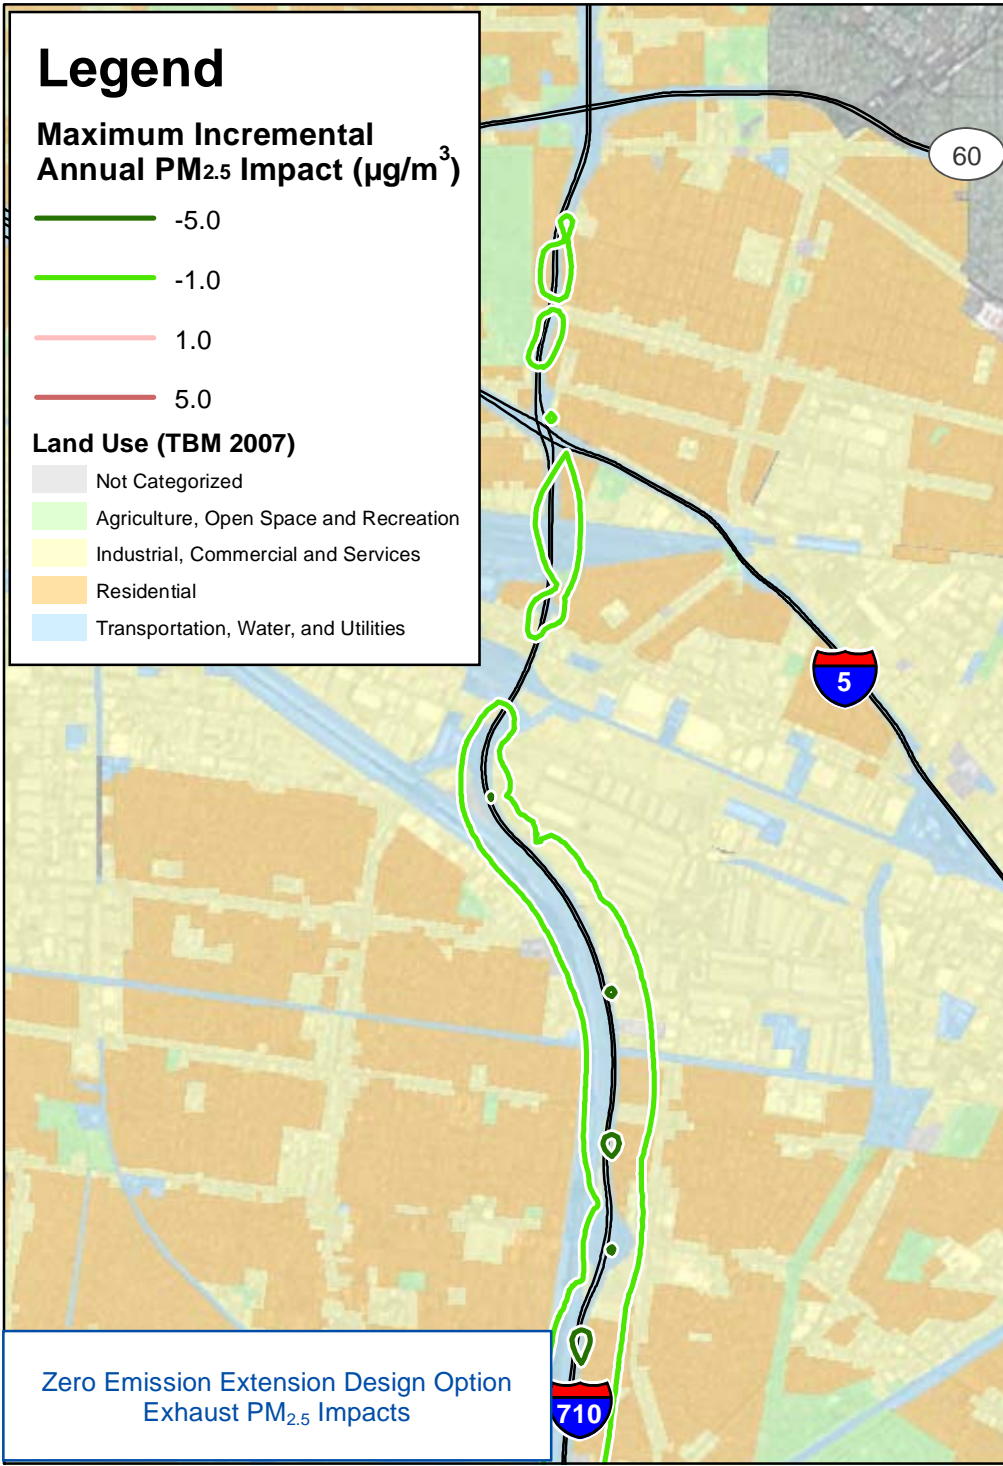 Legend
Maximum Incremental
Annual PM2.5 Impact (µg/m³)
-5.0
-1.0
1.0
5.0
Land Use (TBM 2007)
Not Categorized
Agriculture, Open Space and Recreation
Industrial, Commercial and Services
Residential
Transportation, Water, and Utilities
60
5
710
Zero Emission Extension Design Option
Exhaust PM2.5 Impacts